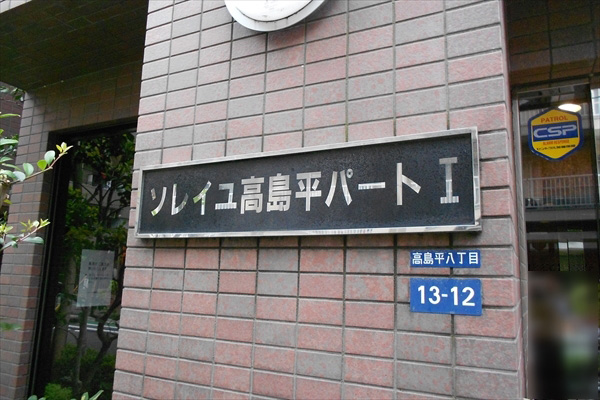 ソレイユ高島平パートⅠ
PATROL
CSP
高島平八丁目
13-12